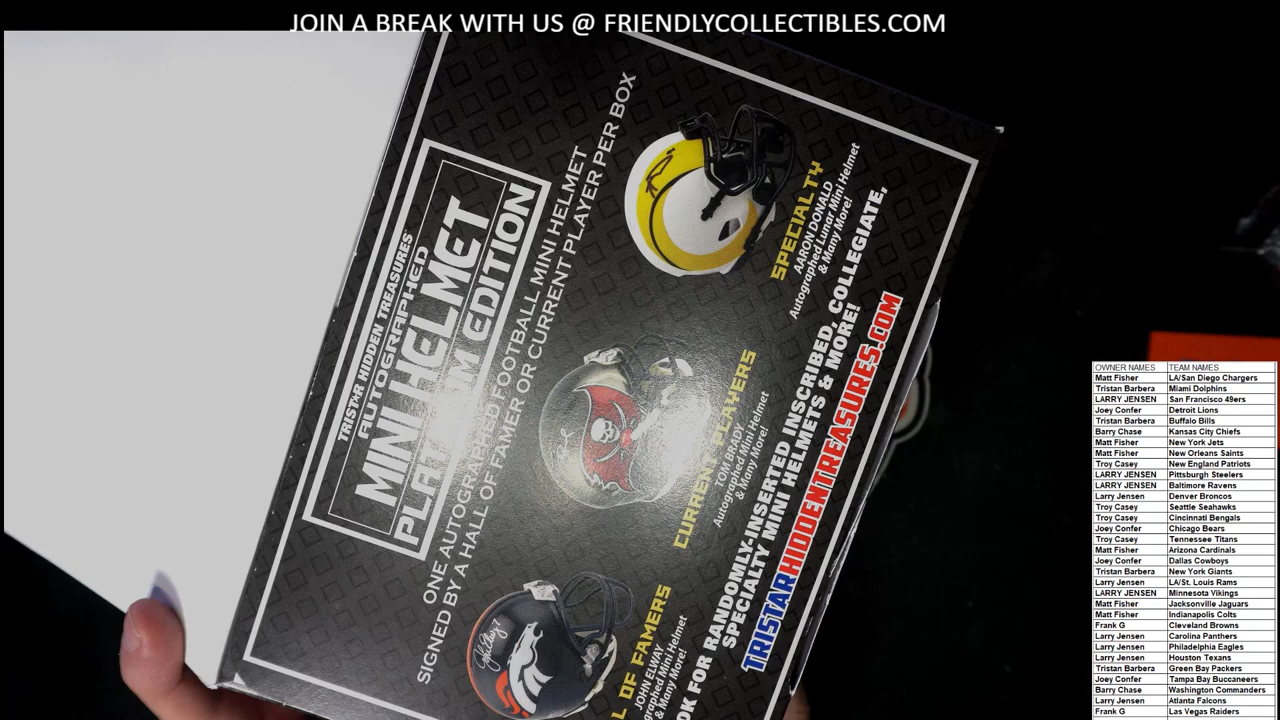 JOIN A BREAK WITH US @ FRIENDLYCOLLECTIBLES.COM
TRISTAR HIDDEN TREASURES
AUTOGRAPHED
MINI HELMET
EDITION
ONE FOOTBALL MINI HELMET
SIGNED BY A HALL OF FAMER OR CURRENT PLAYER PER BOX
SPECIALTY
AARON DONALD
Autographed Lunar Mini Helmet
& Many More!
CURRENT PLAYERS
TOM BRADY
Autographed Mini Helmet
& Many More!
OF FAMERS
JOHN ELWAY
Mini Helmet
& Many More!
FOR RANDOMLY-INSERTED INSCRIBED, COLLEGIATE,
SPECIALTY MINI HELMETS & MORE!
TRISTARHIDDENTREASURES.COM
OWNER NAMES TEAM NAMES
Matt Fisher LA/San Diego Chargers
Tristan Barbera Miami Dolphins
LARRY JENSEN San Francisco 49ers
Joey Confer Detroit Lions
Tristan Barbera Buffalo Bills
Barry Chase Kansas City Chiefs
Matt Fisher New York Jets
Matt Fisher New Orleans Saints
Troy Casey New England Patriots
LARRY JENSEN Pittsburgh Steelers
LARRY JENSEN Baltimore Ravens
Larry Jensen Denver Broncos
Troy Casey Seattle Seahawks
Troy Casey Cincinnati Bengals
Joey Confer Chicago Bears
Troy Casey Tennessee Titans
Matt Fisher Arizona Cardinals
Joey Confer Dallas Cowboys
Tristan Barbera New York Giants
Larry Jensen LA/St. Louis Rams
LARRY JENSEN Minnesota Vikings
Matt Fisher Jacksonville Jaguars
Matt Fisher Indianapolis Colts
Frank G Cleveland Browns
Larry Jensen Carolina Panthers
Larry Jensen Philadelphia Eagles
Larry Jensen Houston Texans
Tristan Barbera Green Bay Packers
Joey Confer Tampa Bay Buccaneers
Barry Chase Washington Commanders
Larry Jensen Atlanta Falcons
Frank G Las Vegas Raiders